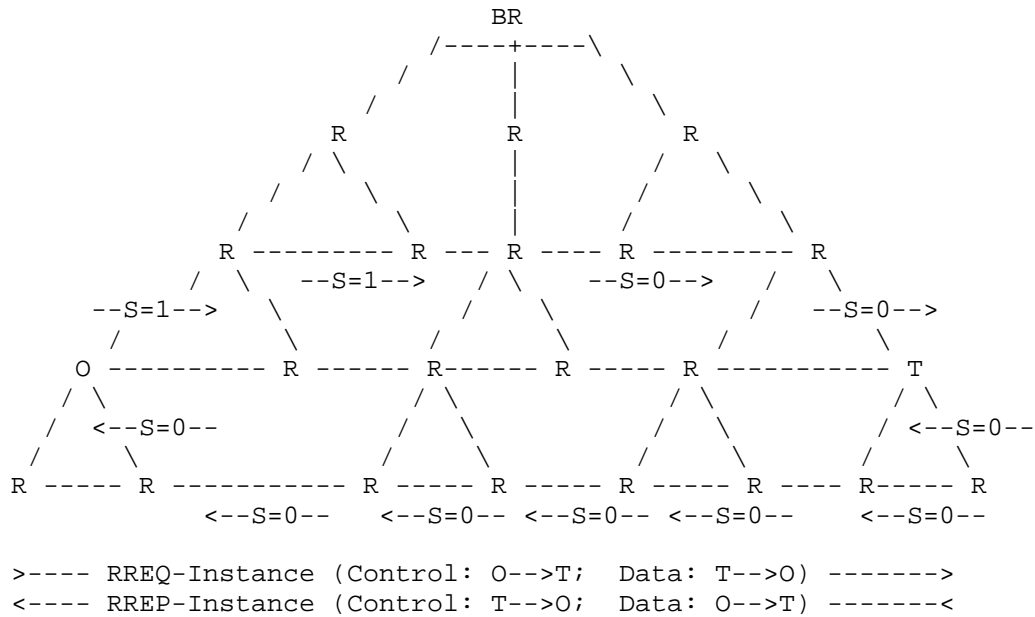 BR
/----+----\
R R R
R --------- R --- R ---- R --------- R
--S=1--> --S=0-->
--S=1--> --S=0-->
O ---------- R ------ R------ R ----- R ----------- T
<--S=0-- <--S=0--
R ----- R ----------- R ----- R ----- R ----- R ---- R----- R
<--S=0-- <--S=0-- <--S=0-- <--S=0-- <--S=0--
>---- RREQ-Instance (Control: O-->T; Data: T-->O) ------->
<---- RREP-Instance (Control: T-->O; Data: O-->T) -------<